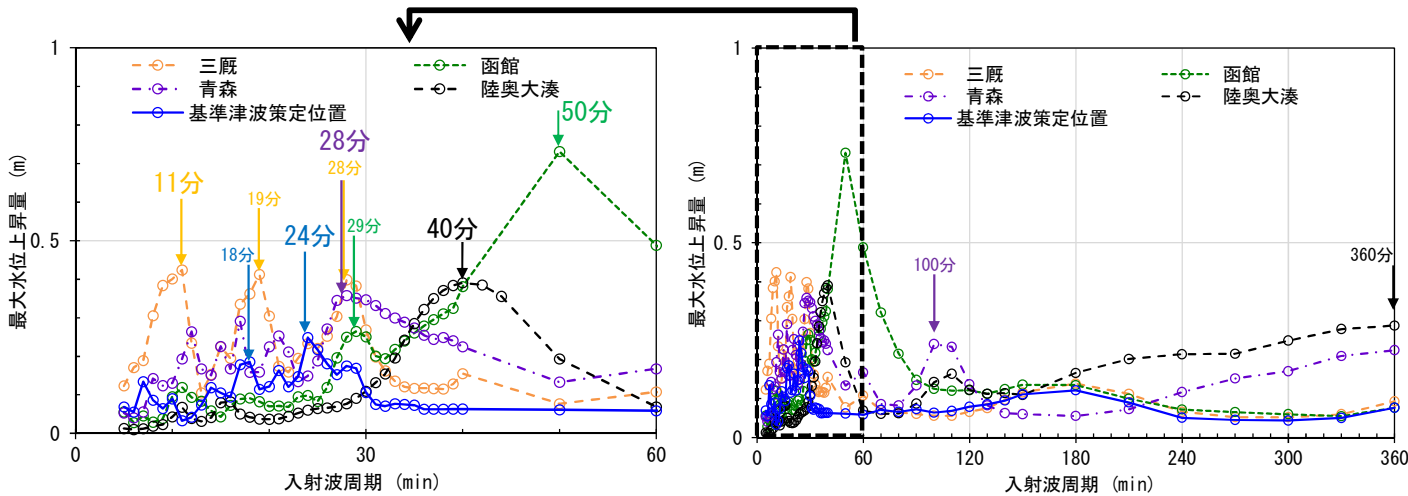 1
三厩
函館
青森
陸奥大湊
基準津波策定位置
50分
28分
28分
11分
19分
18分
24分
29分
40分
0.5
0
0
30
60
最大水位上昇量 (m)
入射波周期 (min)
1
三厩
函館
青森
陸奥大湊
基準津波策定位置
0.5
100分
360分
0
0
60
120
180
240
300
360
最大水位上昇量 (m)
入射波周期 (min)